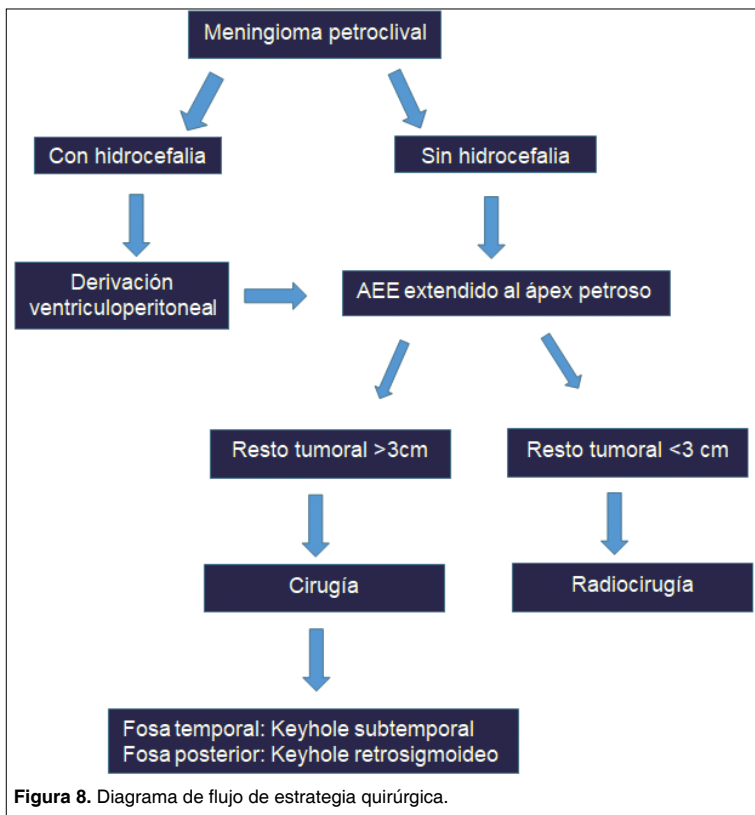 Meningioma petroclival
Con hidrocefalia
Sin hidrocefalia
Derivación
ventriculoperitoneal
AEE extendido al ápex petroso
Resto tumoral >3cm
Resto tumoral <3 cm
Cirugía
Radiocirugía
Fosa temporal: Keyhole subtemporal
Fosa posterior: Keyhole retrosigmoideo
Figura 8. Diagrama de flujo de estrategia quirúrgica.